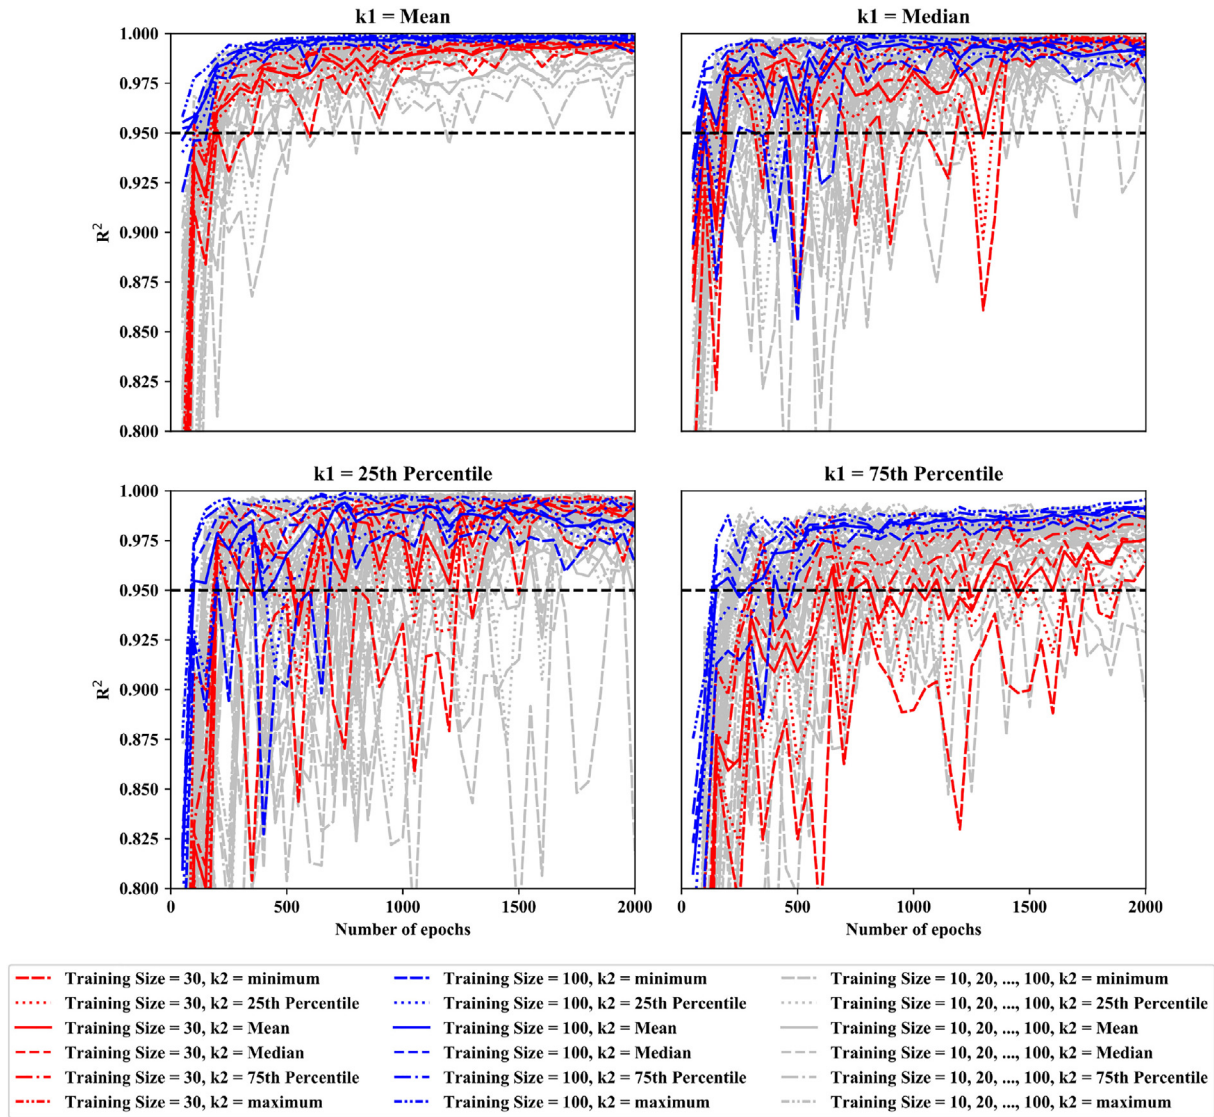 k1 = Mean
k1 = Median
1.000
0.975
0.950
0.925
0.900
0.875
0.850
0.825
0.800
R²
k1 = 25th Percentile
k1 = 75th Percentile
1.000
0.975
0.950
0.925
0.900
0.875
0.850
0.825
0.800
R²
0 500 1000 1500 2000
0 500 1000 1500 2000
Number of epochs
Number of epochs
Training Size = 30, k2 = minimum
Training Size = 30, k2 = 25th Percentile
Training Size = 30, k2 = Mean
Training Size = 30, k2 = Median
Training Size = 30, k2 = 75th Percentile
Training Size = 30, k2 = maximum
Training Size = 100, k2 = minimum
Training Size = 100, k2 = 25th Percentile
Training Size = 100, k2 = Mean
Training Size = 100, k2 = Median
Training Size = 100, k2 = 75th Percentile
Training Size = 100, k2 = maximum
Training Size = 10, 20, ..., 100, k2 = minimum
Training Size = 10, 20, ..., 100, k2 = 25th Percentile
Training Size = 10, 20, ..., 100, k2 = Mean
Training Size = 10, 20, ..., 100, k2 = Median
Training Size = 10, 20, ..., 100, k2 = 75th Percentile
Training Size = 10, 20, ..., 100, k2 = maximum